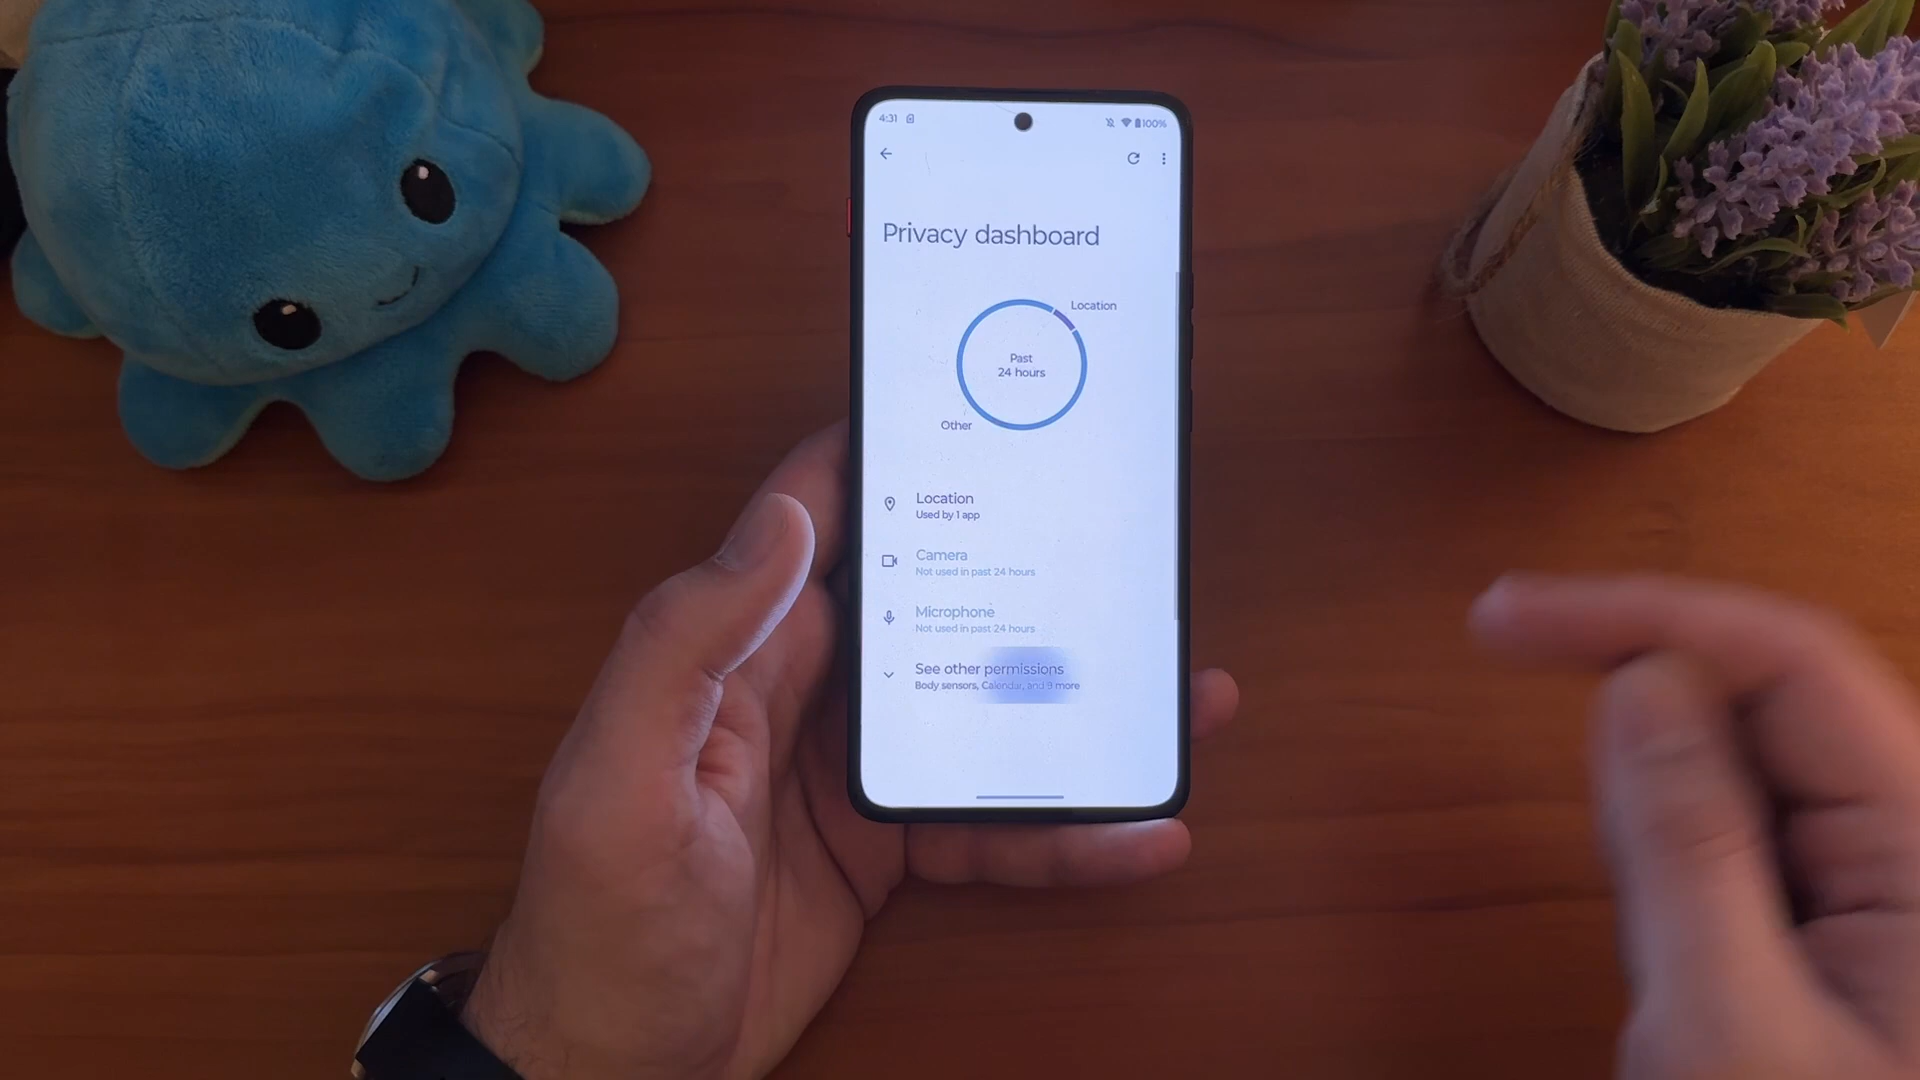 4:31
100%
Privacy dashboard
Location
Past
24 hours
Other
Location
Used by 1 app
Camera
Not used in past 24 hours
Microphone
Not used in past 24 hours
See other permissions
Body sensors, Calendar, and 9 more